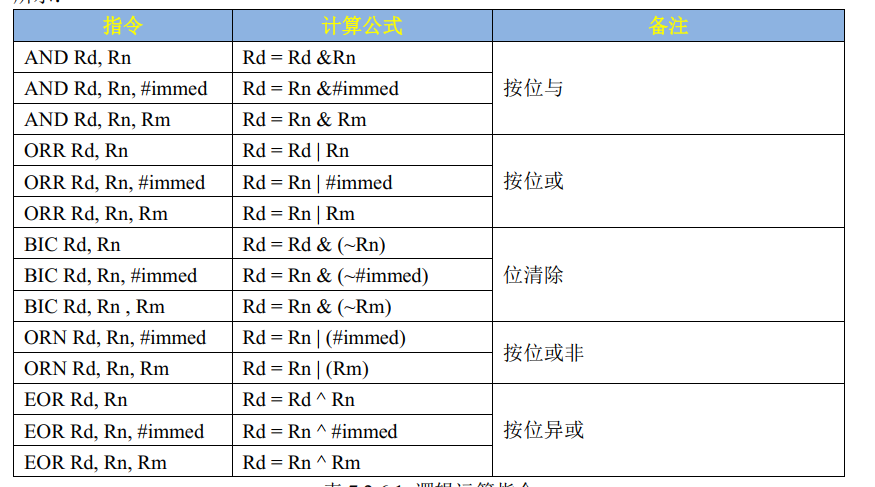 指令 计算公式 备注
AND Rd, Rn Rd = Rd &Rn
AND Rd, Rn, #immed Rd = Rn &#immed 按位与
AND Rd, Rn, Rm Rd = Rn & Rm
ORR Rd, Rn Rd = Rd | Rn
ORR Rd, Rn, #immed Rd = Rn | #immed 按位或
ORR Rd, Rn, Rm Rd = Rn | Rm
BIC Rd, Rn Rd = Rd & (~Rn)
BIC Rd, Rn, #immed Rd = Rn & (~#immed) 位清除
BIC Rd, Rn , Rm Rd = Rn & (~Rm)
ORN Rd, Rn, #immed Rd = Rn | (#immed) 按位或非
ORN Rd, Rn, Rm Rd = Rn | (Rm)
EOR Rd, Rn Rd = Rd ^ Rn
EOR Rd, Rn, #immed Rd = Rn ^ #immed 按位异或
EOR Rd, Rn, Rm Rd = Rn ^ Rm